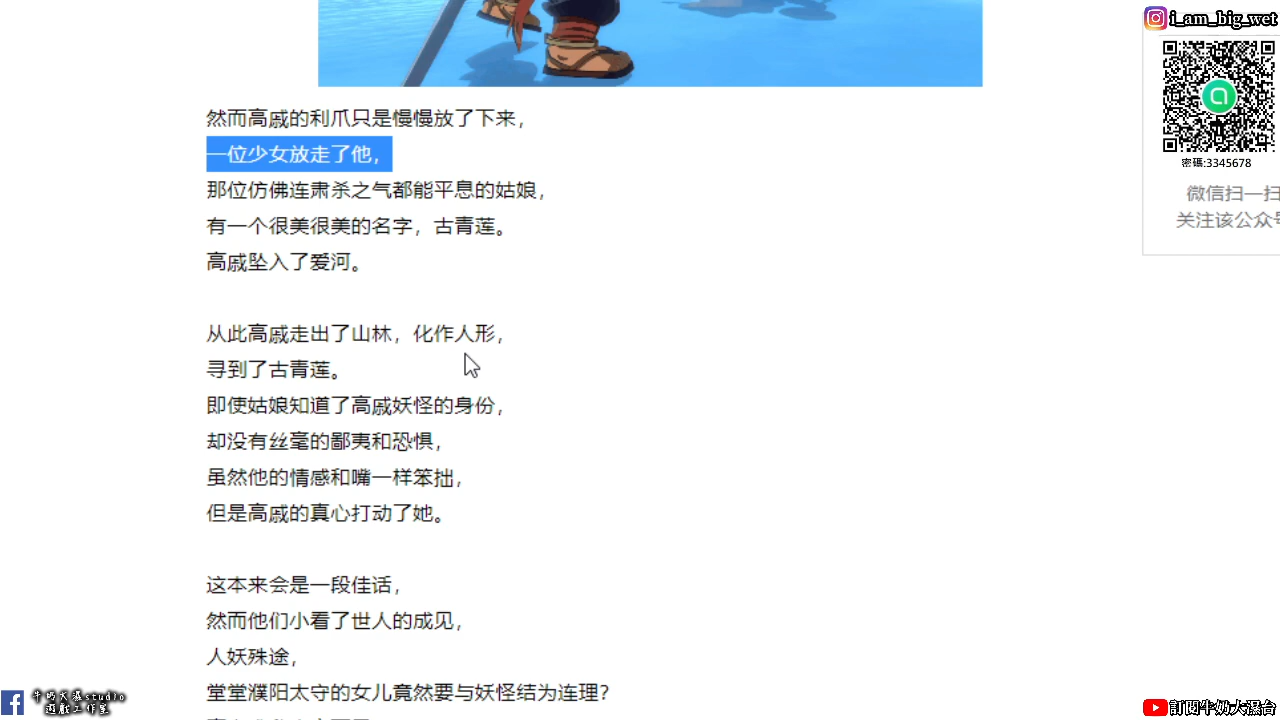 i_am_big_wet
密碼:3345678
微信扫一扫
关注该公众号
然而高戚的利爪只是慢慢放了下来，
一位少女放走了他，
那位仿佛连肃杀之气都能平息的姑娘，
有一个很美很美的名字，古青莲。
高戚坠入了爱河。
从此高戚走出了山林，化作人形，
寻到了古青莲。
即使姑娘知道了高戚妖怪的身份，
却没有丝毫的鄙夷和恐惧，
虽然他的情感和嘴一样笨拙，
但是高戚的真心打动了她。
这本来会是一段佳话，
然而他们小看了世人的成见，
人妖殊途，
堂堂濮阳太守的女儿竟然要与妖怪结为连理？
牛奶大濕studio
遊戲工作室
訂閱牛奶大濕台